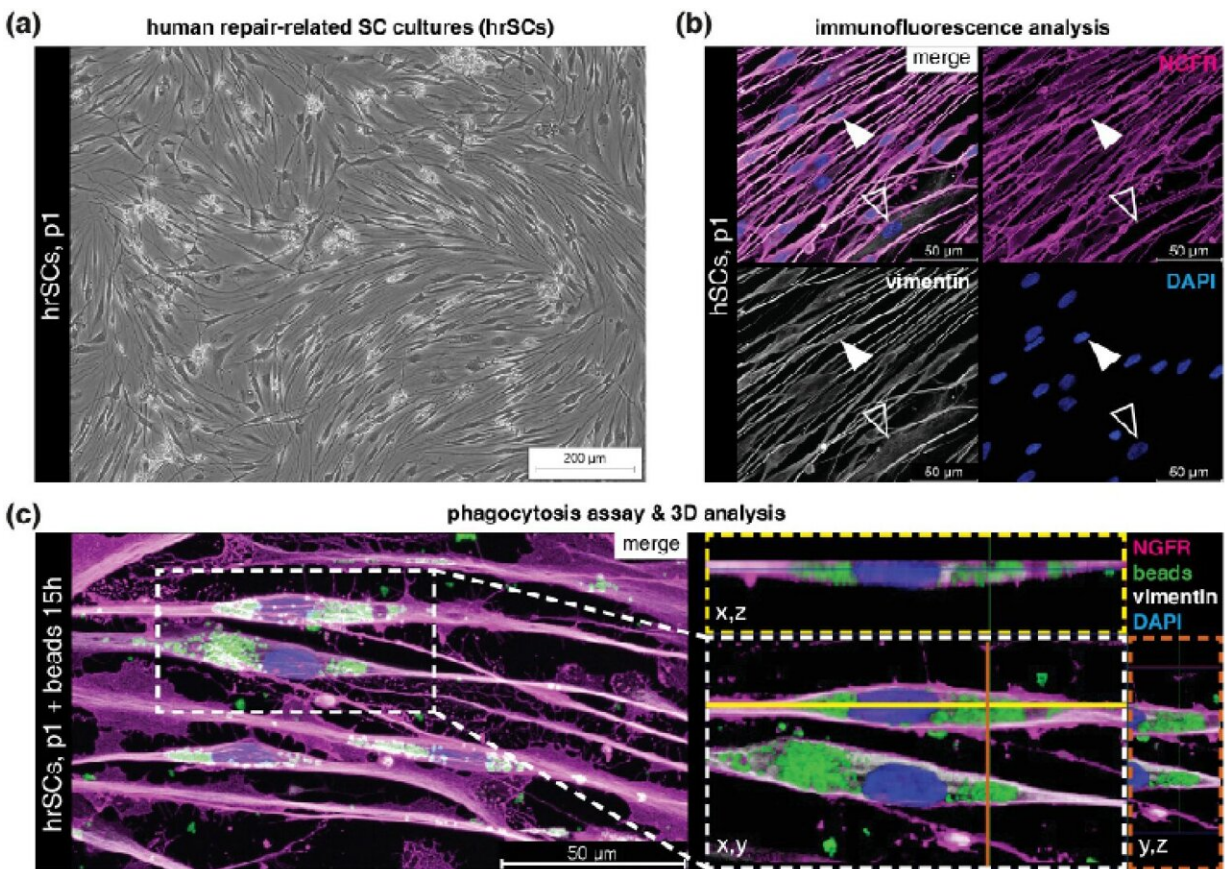 (a) human repair-related SC cultures (hrSCs)
hrSCs, p1
200 µm
(b) immunofluorescence analysis
hSCs, p1
merge
NGFR
50 µm
50 µm
vimentin
DAPI
50 µm
50 µm
(c) phagocytosis assay & 3D analysis
hrSCs, p1 + beads 15h
merge
50 µm
x,z
x,y
y,z
NGFR
beads
vimentin
DAPI